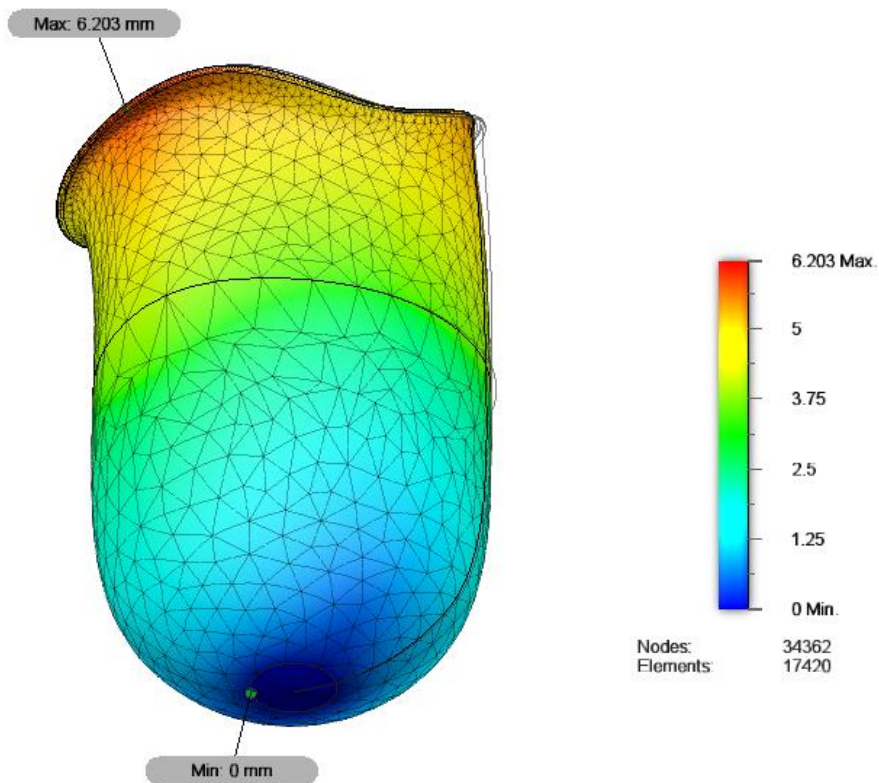 Max: 6.203 mm
6.203 Max.
5
3.75
2.5
1.25
0 Min.
Nodes: 34362
Elements: 17420
Min: 0 mm